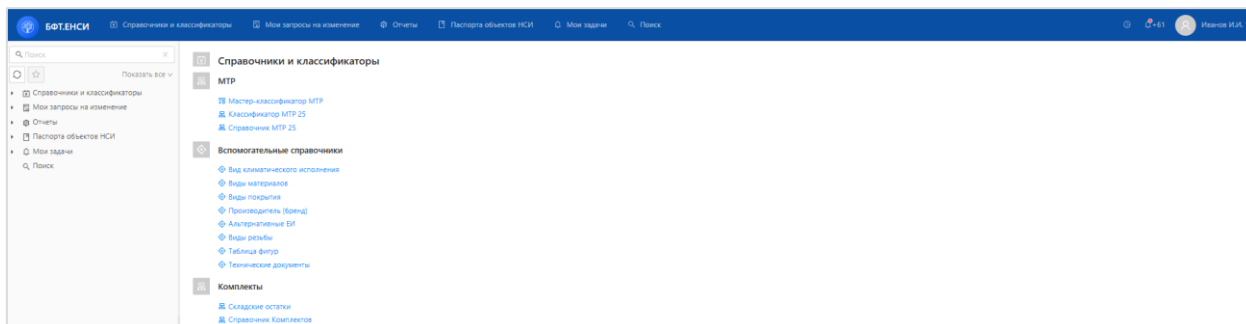 БФТ.ЕНСИ Справочники и классификаторы Мои запросы на изменение Отчеты Паспорта объектов НСИ Мои задачи Поиск +61 Иванов И.И.
Поиск
Показать все
Справочники и классификаторы
Мои запросы на изменение
Отчеты
Паспорта объектов НСИ
Мои задачи
Поиск
Справочники и классификаторы
МТР
Мастер-классификатор МТР
Классификатор МТР 25
Справочник МТР 25
Вспомогательные справочники
Вид климатического исполнения
Виды материалов
Виды покрытия
Производитель (бренд)
Альтернативные ЕИ
Виды резьбы
Таблица фигур
Технические документы
Комплекты
Складские остатки
Справочник Комплектов